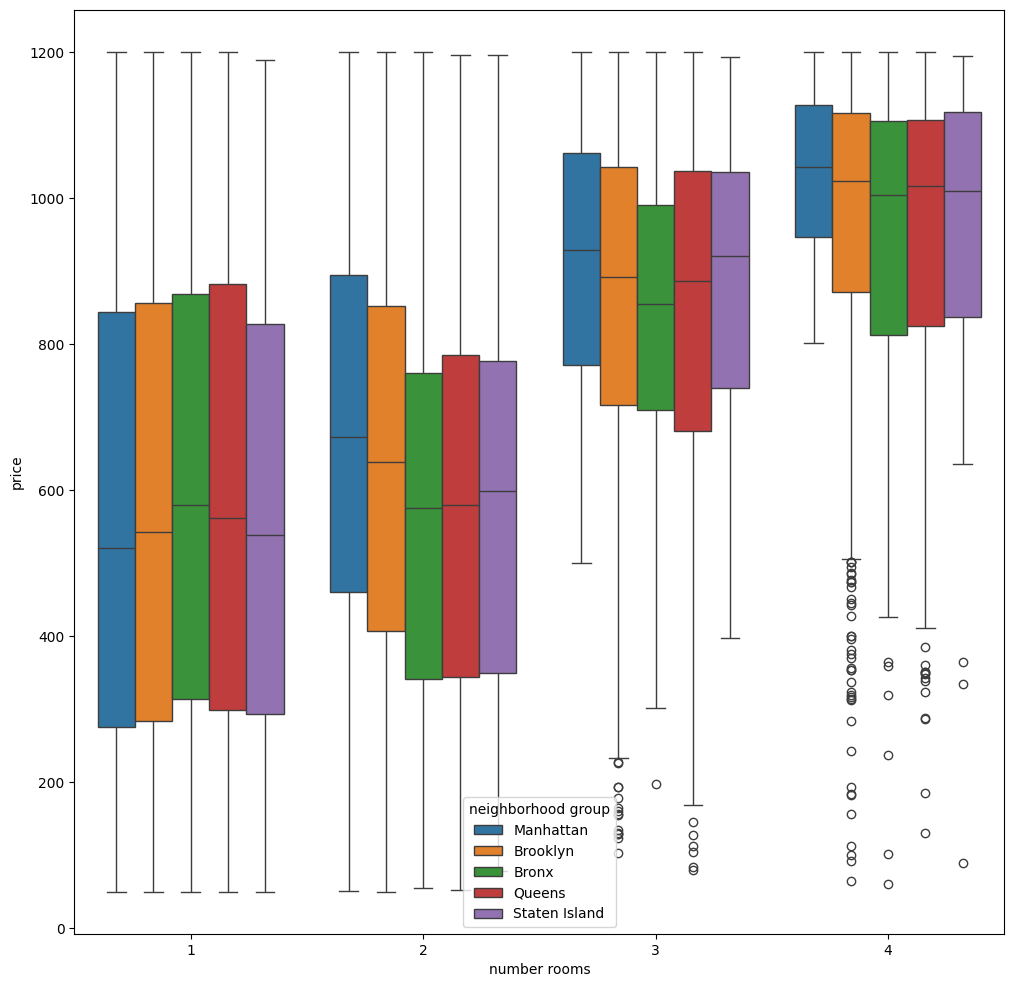 1200
1000
800
600
400
200
0
price
neighborhood group
Manhattan
Brooklyn
Bronx
Queens
Staten Island
1 2 3 4
number rooms